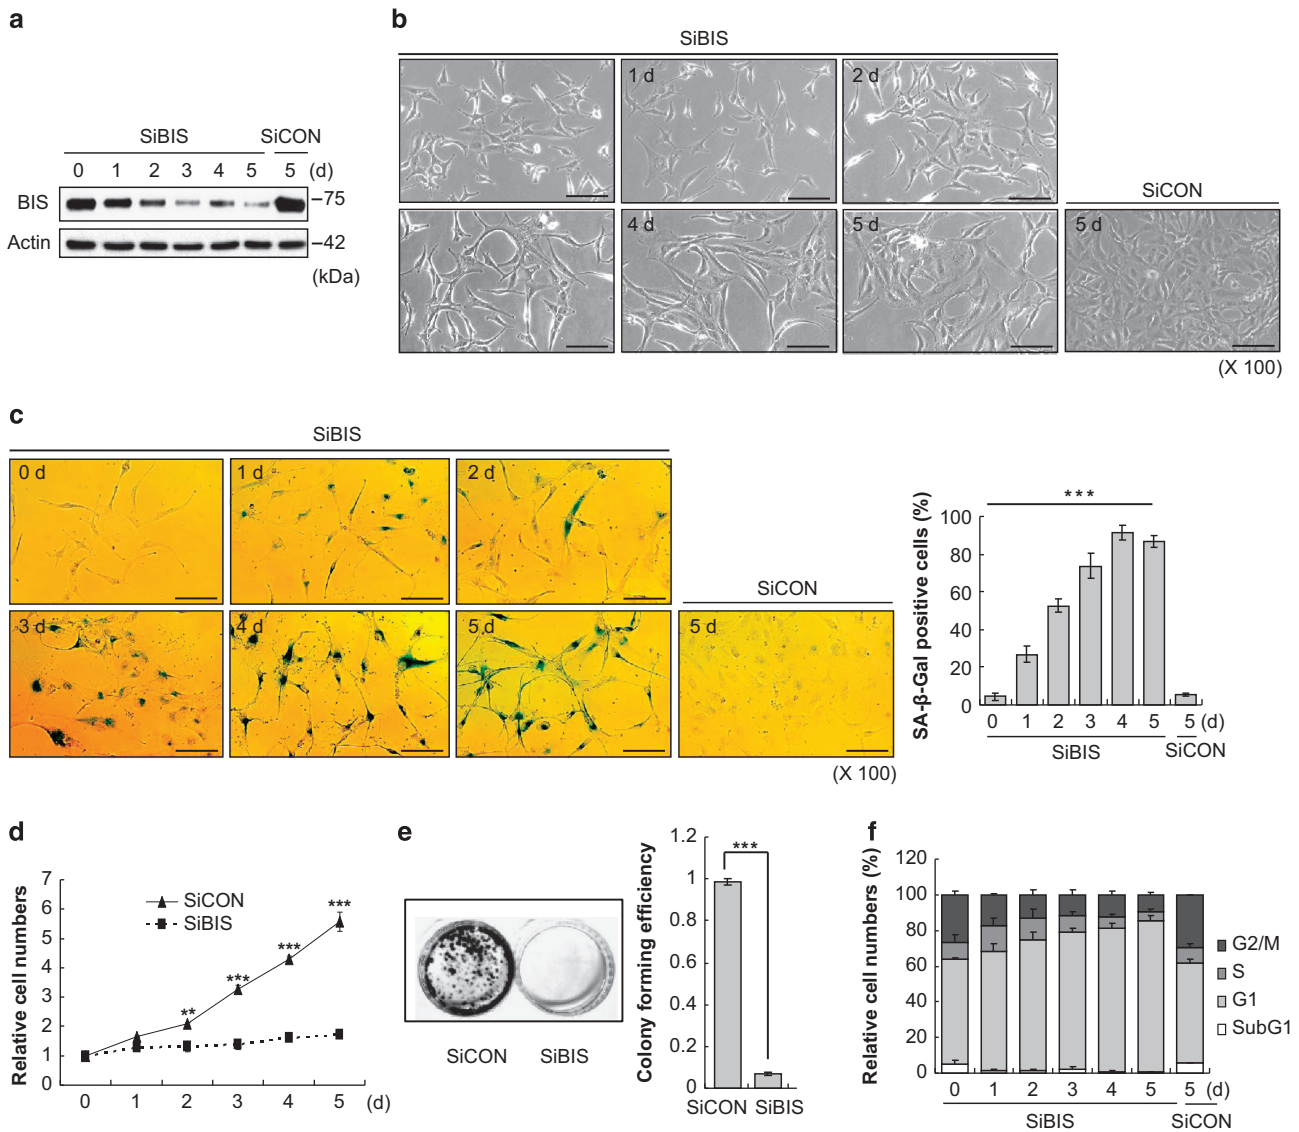 a
SiBIS SiCON
0 1 2 3 4 5 5 (d)
BIS –75
Actin –42
(kDa)
b
SiBIS
1 d 2 d
SiCON
4 d 5 d 5 d
(X 100)
c
SiBIS
0 d 1 d 2 d
SiCON
3 d 4 d 5 d 5 d
(X 100)
SA-β-Gal positive cells (%)
***
100
80
60
40
20
0
0 1 2 3 4 5 5 (d)
SiBIS SiCON
d
Relative cell numbers
7
6
5
4
3
2
1
0
SiCON
SiBIS
**
***
***
***
0 1 2 3 4 5 (d)
e
SiCON SiBIS
Colony forming efficiency
1.2
1
0.8
0.6
0.4
0.2
0
***
SiCON SiBIS
f
Relative cell numbers (%)
120
100
80
60
40
20
0
G2/M
S
G1
SubG1
0 1 2 3 4 5 5 (d)
SiBIS SiCON